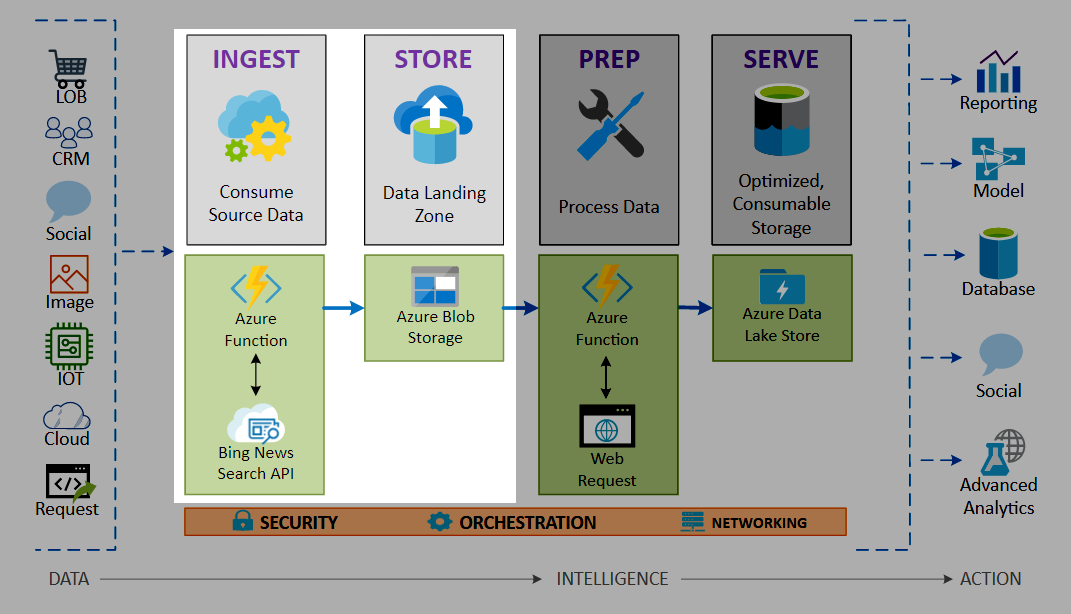 LOB
CRM
Social
Image
IOT
Cloud
Request
INGEST
Consume
Source Data
Azure
Function
Bing News
Search API
STORE
Data Landing
Zone
Azure Blob
Storage
PREP
Process Data
Azure
Function
Web
Request
SERVE
Optimized,
Consumable
Storage
Azure Data
Lake Store
Reporting
Model
Database
Social
Advanced
Analytics
SECURITY
ORCHESTRATION
NETWORKING
DATA
INTELLIGENCE
ACTION